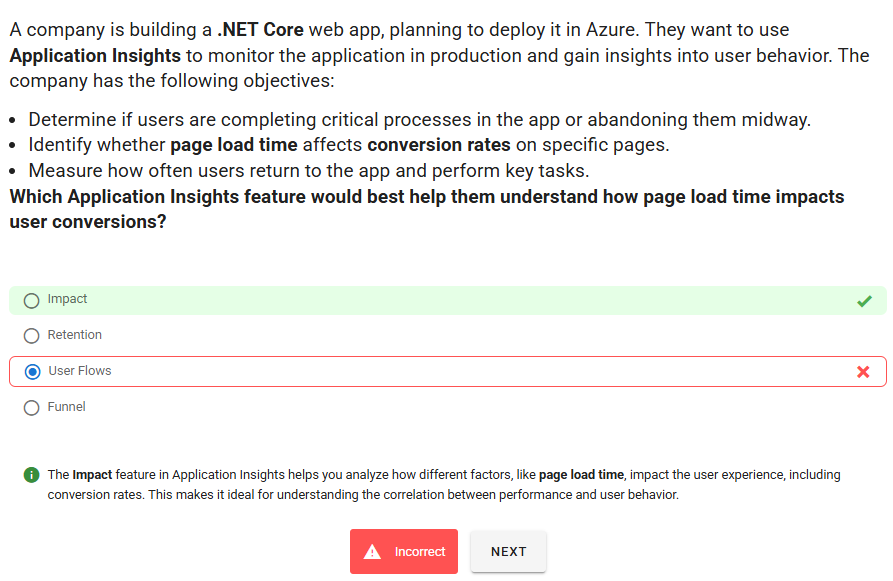 A company is building a .NET Core web app, planning to deploy it in Azure. They want to use
Application Insights to monitor the application in production and gain insights into user behavior. The
company has the following objectives:
• Determine if users are completing critical processes in the app or abandoning them midway.
• Identify whether page load time affects conversion rates on specific pages.
• Measure how often users return to the app and perform key tasks.
Which Application Insights feature would best help them understand how page load time impacts
user conversions?
Impact
Retention
User Flows
Funnel
The Impact feature in Application Insights helps you analyze how different factors, like page load time, impact the user experience, including
conversion rates. This makes it ideal for understanding the correlation between performance and user behavior.
Incorrect
NEXT